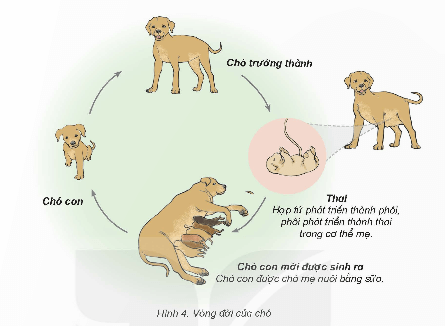 Chó trưởng thành
Thai
Hợp tử phát triển thành phôi,
phôi phát triển thành thai
trong cơ thể mẹ.
Chó con
Chó con mới được sinh ra
Chó con được chó mẹ nuôi bằng sữa.
Hình 4. Vòng đời của chó